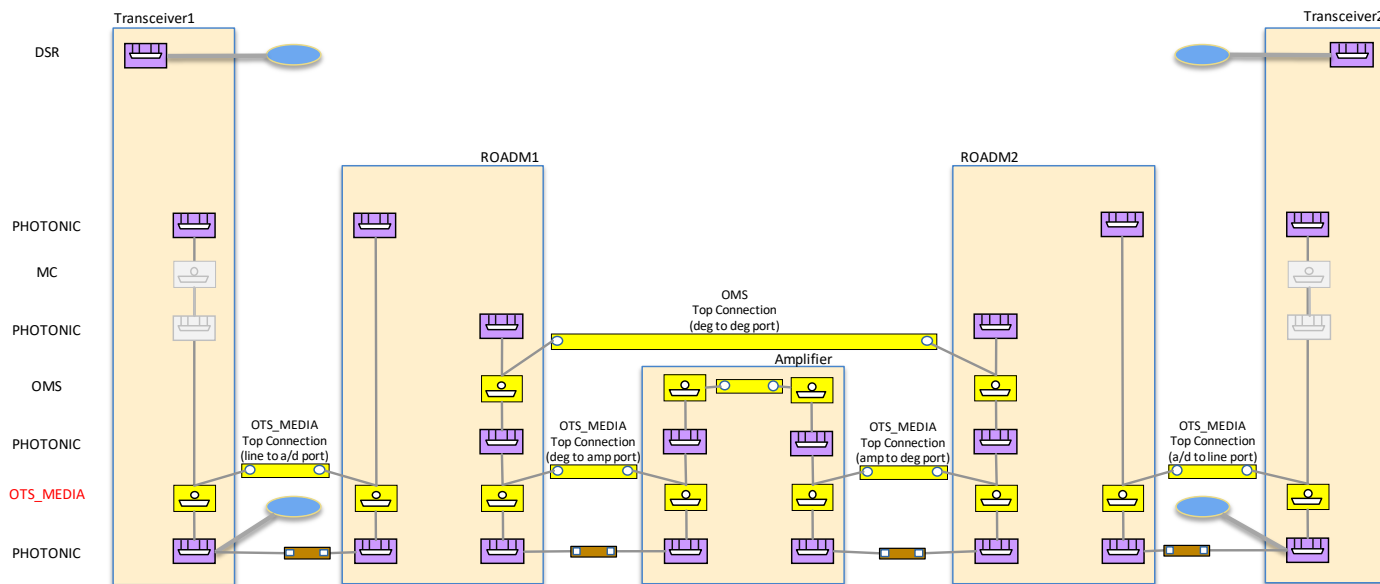 Transceiver1
Transceiver2
DSR
ROADM1
ROADM2
PHOTONIC
MC
OMS
Top Connection
(deg to deg port)
PHOTONIC
Amplifier
OMS
OTS_MEDIA
Top Connection
(line to a/d port)
OTS_MEDIA
Top Connection
(deg to amp port)
OTS_MEDIA
Top Connection
(amp to deg port)
OTS_MEDIA
Top Connection
(a/d to line port)
PHOTONIC
OTS_MEDIA
PHOTONIC